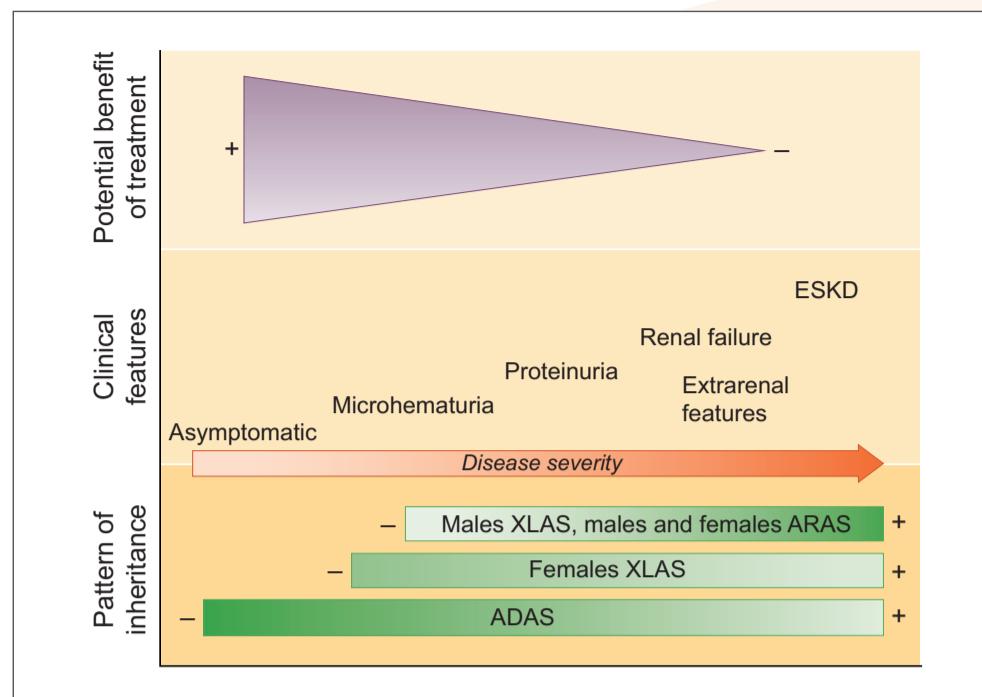 Potential benefit
of treatment
+
–
Clinical
features
ESKD
Renal failure
Proteinuria
Extrarenal
features
Microhematuria
Asymptomatic
Disease severity
Pattern of
inheritance
– Males XLAS, males and females ARAS +
– Females XLAS +
– ADAS +